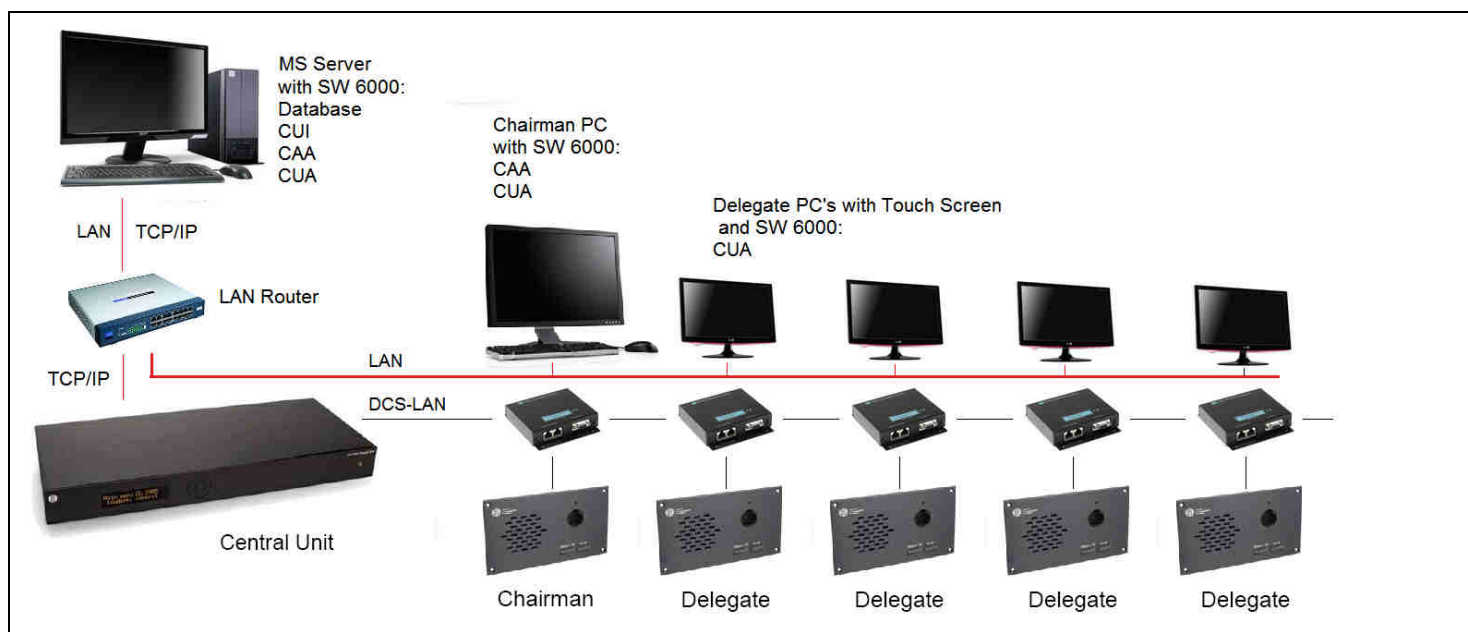 MS Server
with SW 6000:
Database
CUI
CAA
CUA
Chairman PC
with SW 6000:
CAA
CUA
Delegate PC's with Touch Screen
and SW 6000:
CUA
LAN
TCP/IP
LAN Router
LAN
TCP/IP
DCS-LAN
Central Unit
Chairman
Delegate
Delegate
Delegate
Delegate